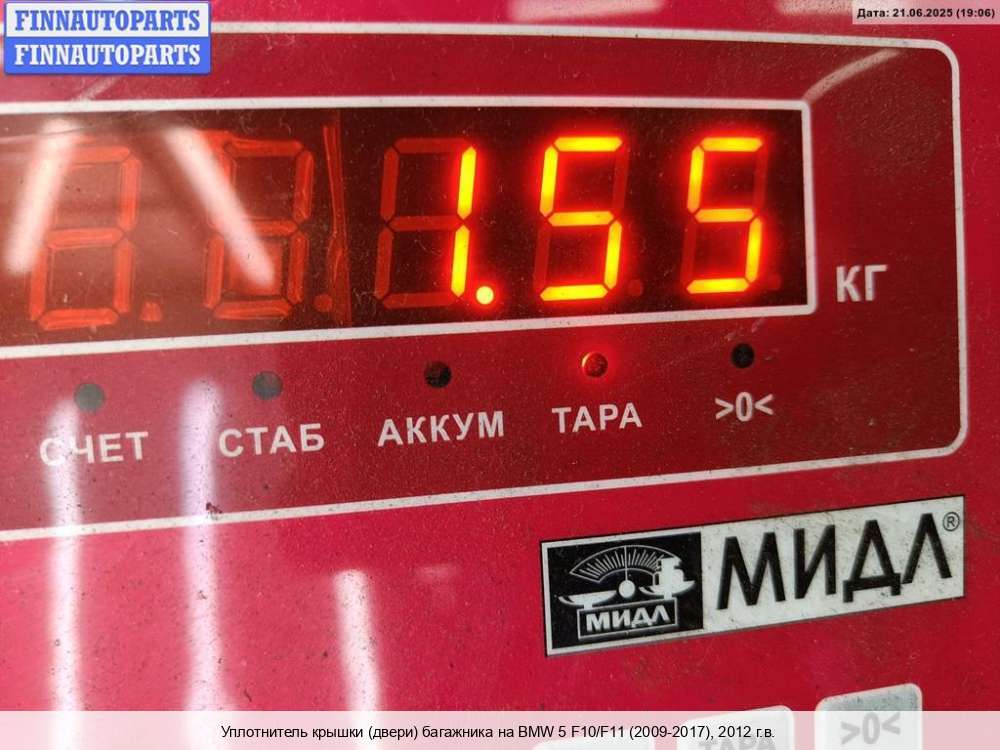 FINNAUTOPARTS
FINNAUTOPARTS
Дата: 21.06.2025 (19:06)
1.55
КГ
СЧЕТ СТАБ АККУМ ТАРА >0<
МИДЛ МИДЛ®
ТАРА >0<
Уплотнитель крышки (двери) багажника на BMW 5 F10/F11 (2009-2017), 2012 г.в.